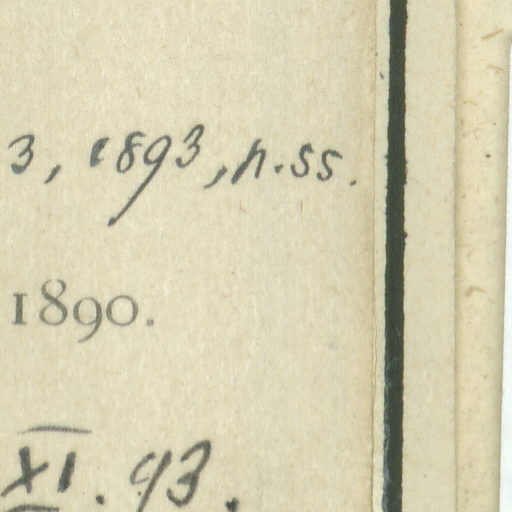 3, 1893, p. 55.
1890.
XI. 93.